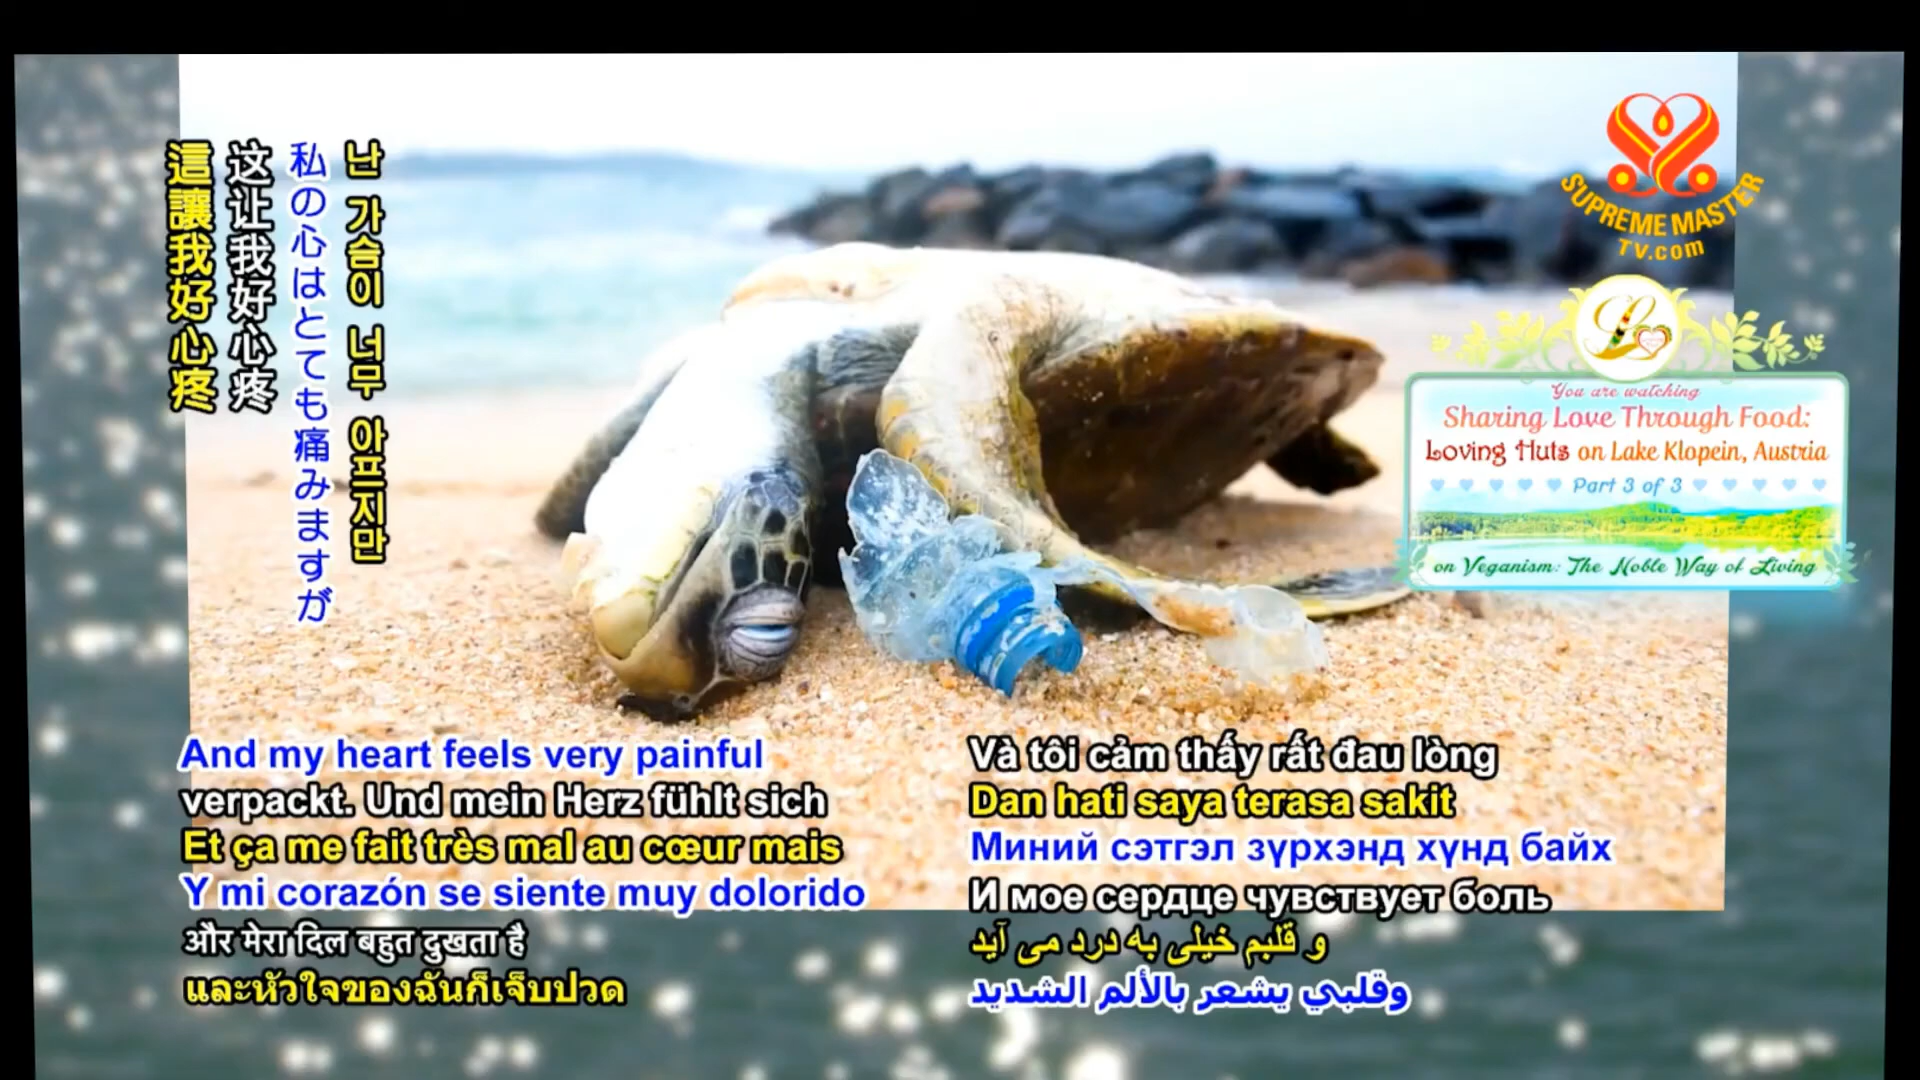 這讓我好心疼
这让我好心疼
私の心はとても痛みますが
난 가슴이 너무 아프지만
SUPREME MASTER
TV.com
L
You are watching
Sharing Love Through Food:
Loving Huts on Lake Klopein, Austria
Part 3 of 3
on Veganism: The Noble Way of Living
And my heart feels very painful
verpackt. Und mein Herz fühlt sich
Et ça me fait très mal au cœur mais
Y mi corazón se siente muy dolorido
और मेरा दिल बहुत दुखता है
และหัวใจของฉันก็เจ็บปวด
Và tôi cảm thấy rất đau lòng
Dan hati saya terasa sakit
Миний сэтгэл зүрхэнд хүнд байх
И мое сердце чувствует боль
و قلبم خیلی به درد می آید
وقلبي يشعر بالألم الشديد